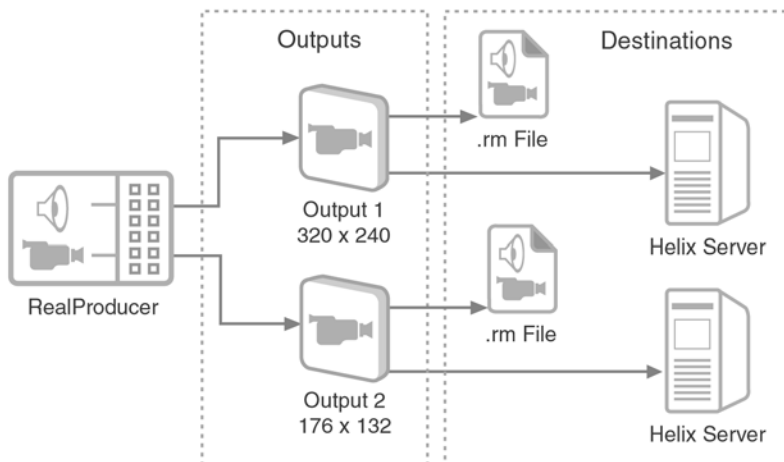 Outputs
Destinations
.rm File
Output 1
320 x 240
Helix Server
RealProducer
.rm File
Output 2
176 x 132
Helix Server